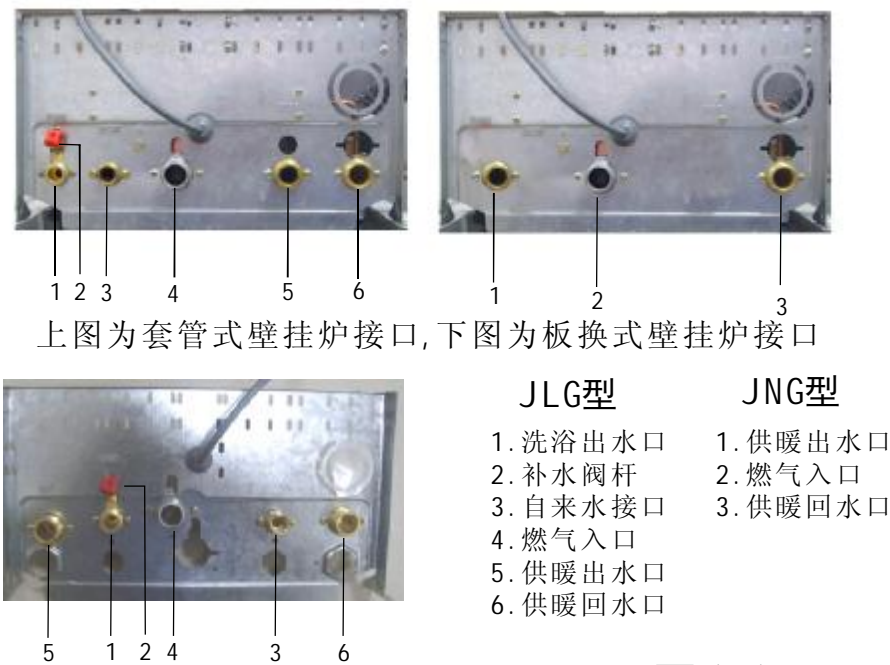 1 2 3 4 5 6
1 2 3
上图为套管式壁挂炉接口,下图为板换式壁挂炉接口
JLG型
1.洗浴出水口
2.补水阀杆
3.自来水接口
4.燃气入口
5.供暖出水口
6.供暖回水口
JNG型
1.供暖出水口
2.燃气入口
3.供暖回水口
5 1 2 4 3 6